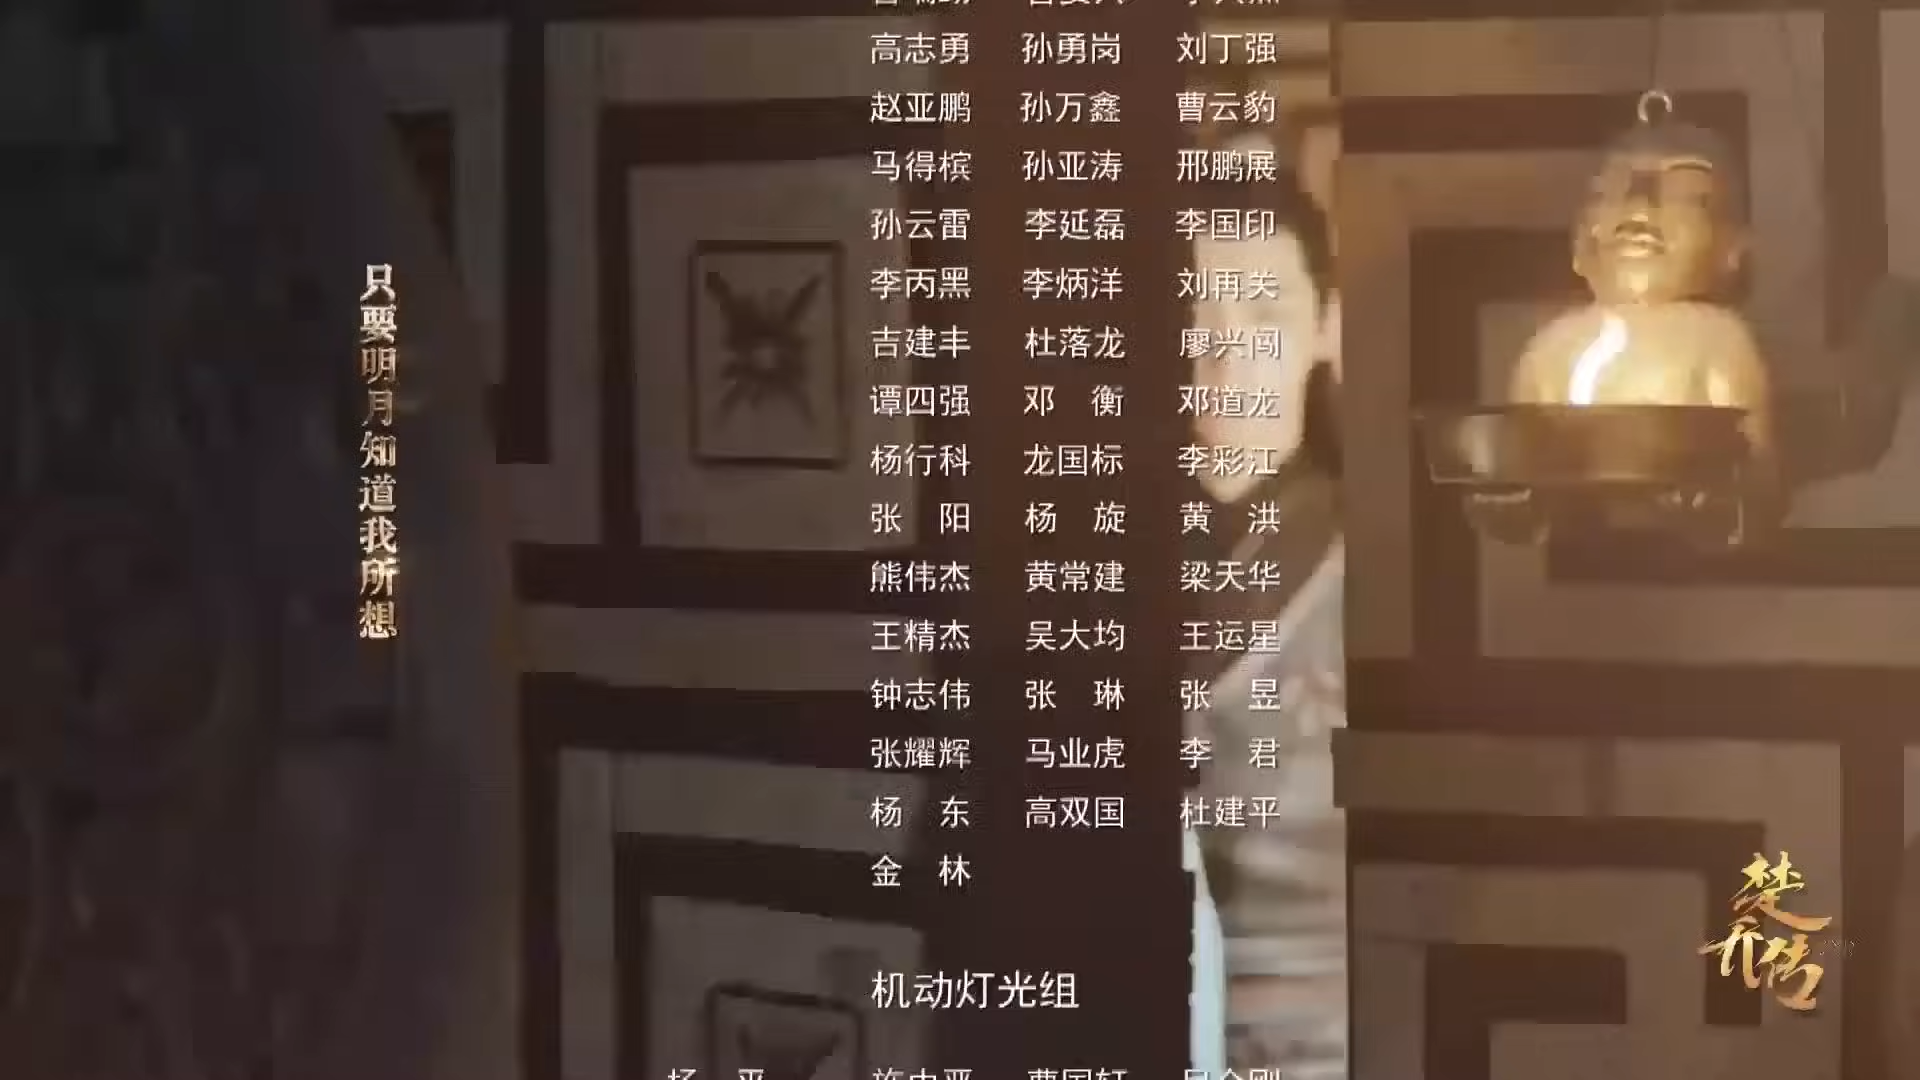 只要明月知道我所想
高志勇 孙勇岗 刘丁强
赵亚鹏 孙万鑫 曹云豹
马得槟 孙亚涛 邢鹏展
孙云雷 李延磊 李国印
李丙黑 李炳洋 刘再关
吉建丰 杜落龙 廖兴闯
谭四强 邓 衡 邓道龙
杨行科 龙国标 李彩江
张 阳 杨 旋 黄 洪
熊伟杰 黄常建 梁天华
王精杰 吴大均 王运星
钟志伟 张 琳 张 昱
张耀辉 马业虎 李 君
杨 东 高双国 杜建平
金 林
机动灯光组
楚乔传